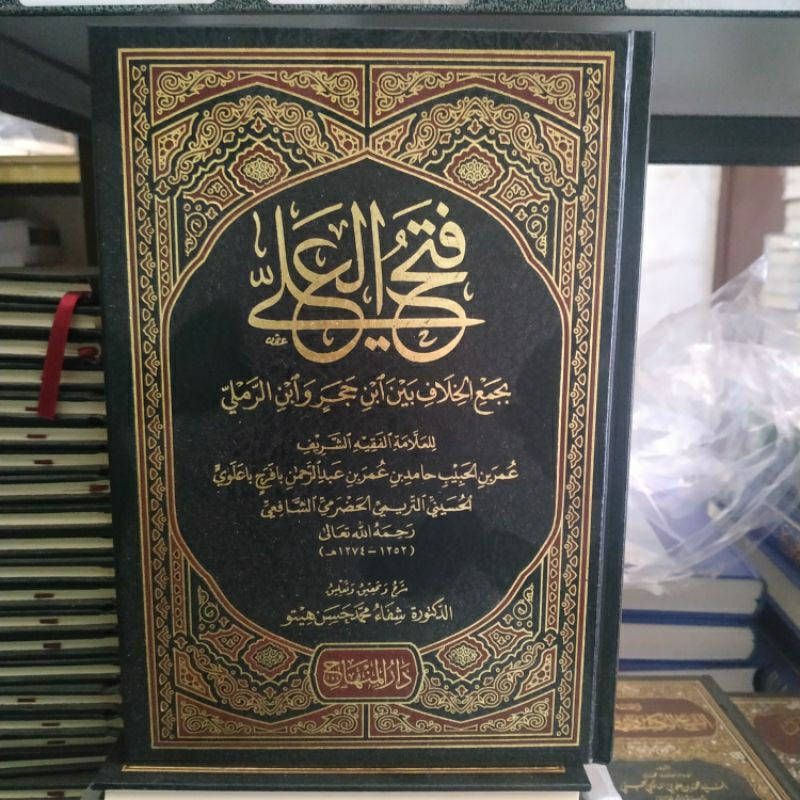 فتح العلي
بجمع الخلاف بين ابن حجر وابن الرملي
للعلامة الفقيه الشريف
عمر بن الحبيب حامد بن عمر بن عبد الرحمن بافرج باعلوي
الحسيني التريمي الحضرمي الشافعي
رحمه الله تعالى
(١٢٥٢ - ١٢٧٤هـ)
شرح وتحقيق وتعليق
الدكتورة شفاء محمد حسن هيتو
دار المنهاج